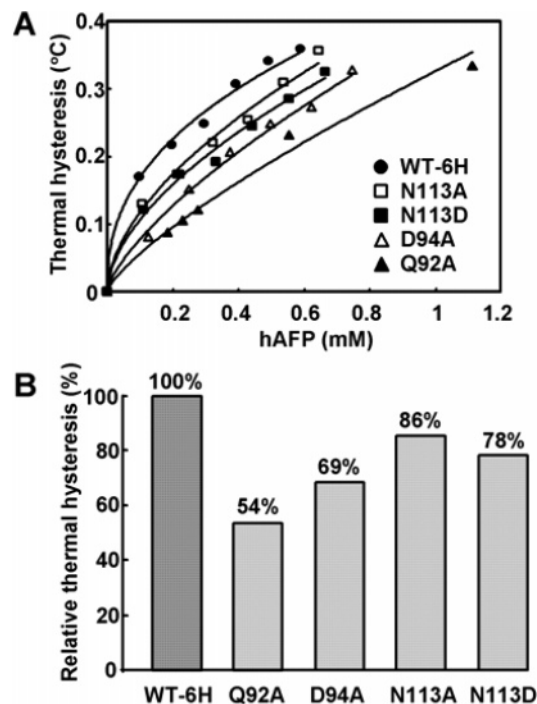 A
Thermal hysteresis (°C)
0.4
0.3
0.2
0.1
0
WT-6H
N113A
N113D
D94A
Q92A
0.2
0.4
0.6
0.8
1
1.2
hAFP (mM)
B
Relative thermal hysteresis (%)
100
80
60
40
20
0
100%
54%
69%
86%
78%
WT-6H
Q92A
D94A
N113A
N113D